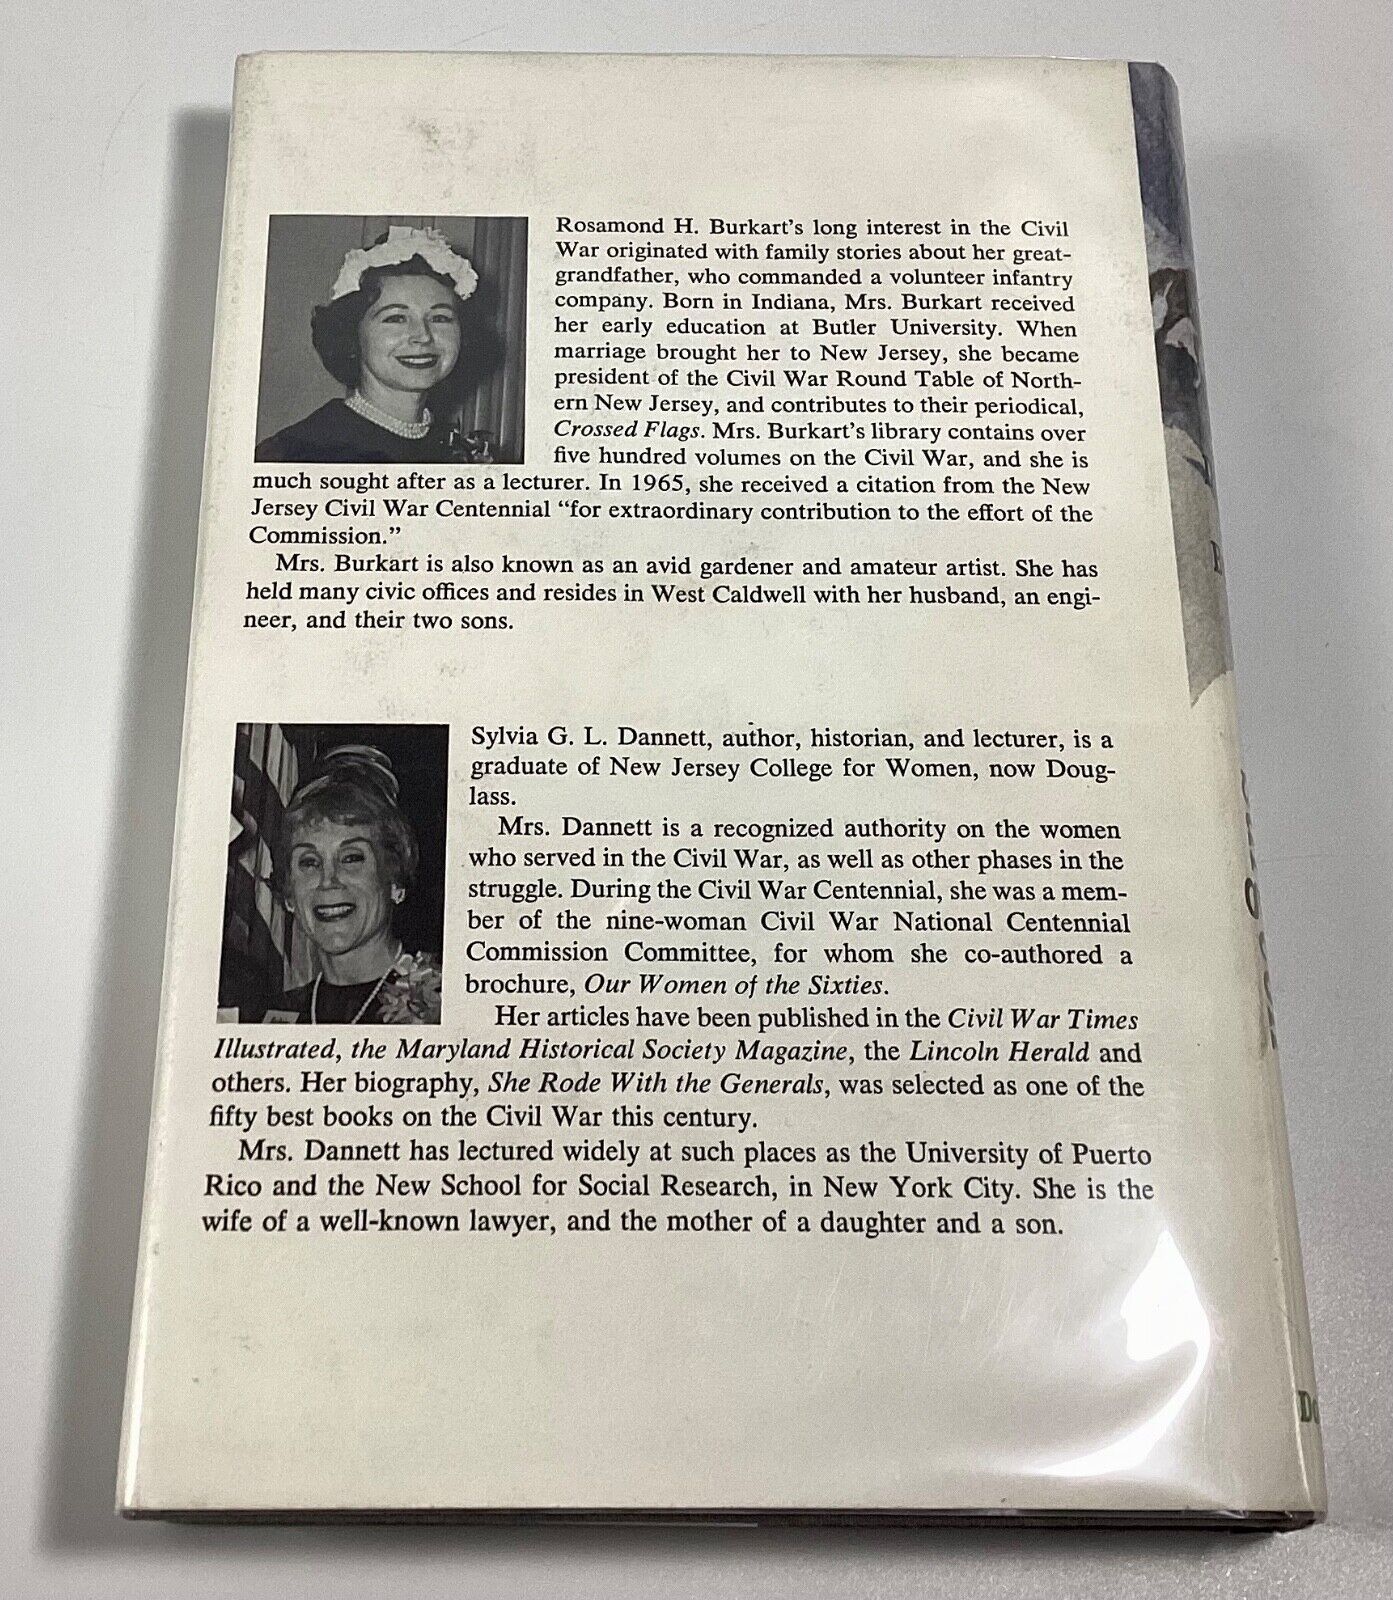 Rosamond H. Burkart's long interest in the Civil
War originated with family stories about her great-
grandfather, who commanded a volunteer infantry
company. Born in Indiana, Mrs. Burkart received
her early education at Butler University. When
marriage brought her to New Jersey, she became
president of the Civil War Round Table of North-
ern New Jersey, and contributes to their periodical,
Crossed Flags. Mrs. Burkart's library contains over
five hundred volumes on the Civil War, and she is
much sought after as a lecturer. In 1965, she received a citation from the New
Jersey Civil War Centennial “for extraordinary contribution to the effort of the
Commission.”
Mrs. Burkart is also known as an avid gardener and amateur artist. She has
held many civic offices and resides in West Caldwell with her husband, an engi-
neer, and their two sons.
Sylvia G. L. Dannett, author, historian, and lecturer, is a
graduate of New Jersey College for Women, now Doug-
lass.
Mrs. Dannett is a recognized authority on the women
who served in the Civil War, as well as other phases in the
struggle. During the Civil War Centennial, she was a mem-
ber of the nine-woman Civil War National Centennial
Commission Committee, for whom she co-authored a
brochure, Our Women of the Sixties.
Her articles have been published in the Civil War Times
Illustrated, the Maryland Historical Society Magazine, the Lincoln Herald and
others. Her biography, She Rode With the Generals, was selected as one of the
fifty best books on the Civil War this century.
Mrs. Dannett has lectured widely at such places as the University of Puerto
Rico and the New School for Social Research, in New York City. She is the
wife of a well-known lawyer, and the mother of a daughter and a son.